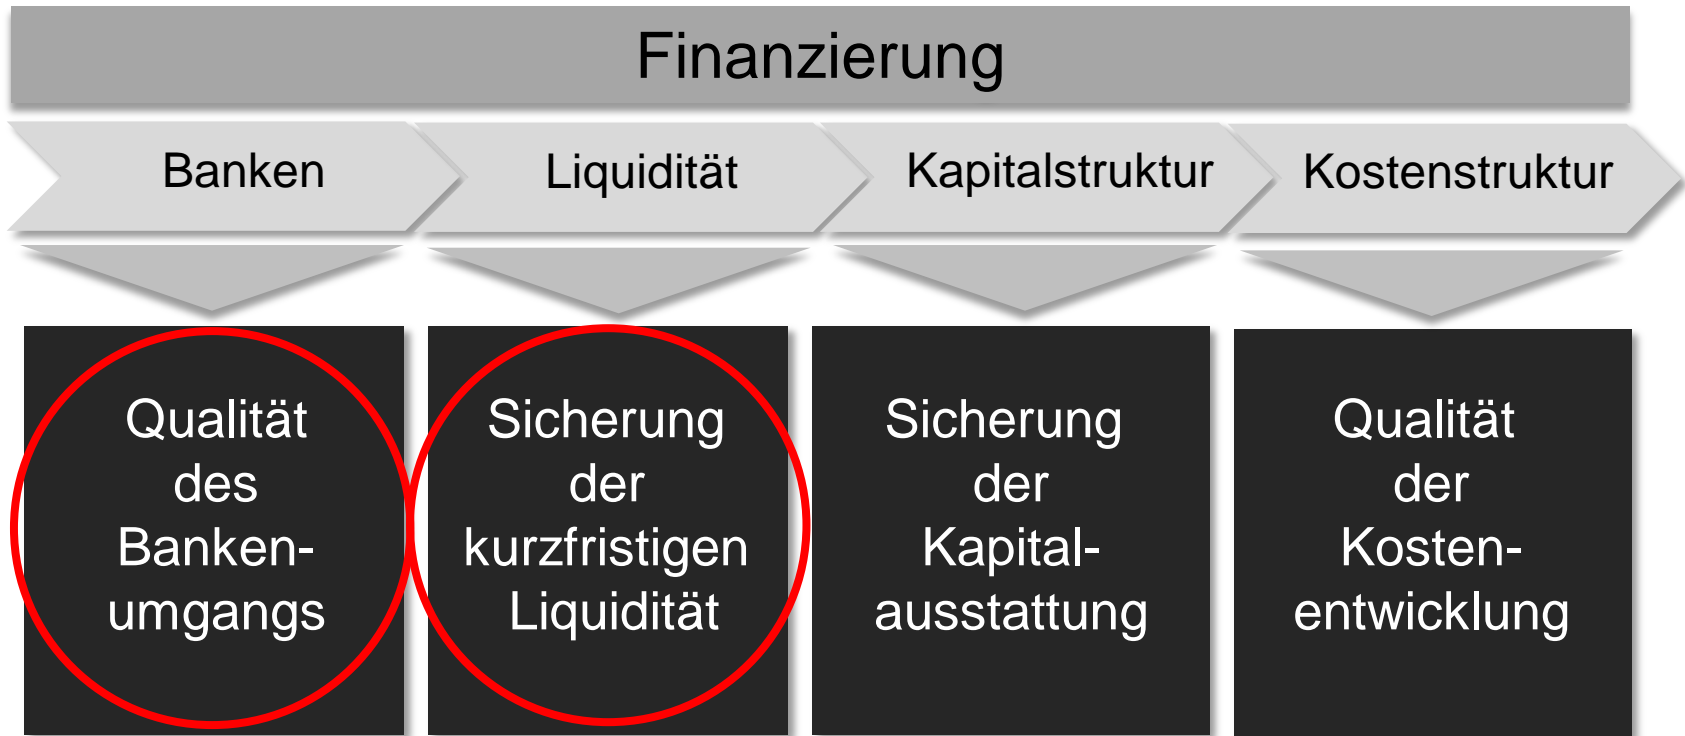 Finanzierung
Banken
Liquidität
Kapitalstruktur
Kostenstruktur
Qualität
des
Banken-
umgangs
Sicherung
der
kurzfristigen
Liquidität
Sicherung
der
Kapital-
ausstattung
Qualität
der
Kosten-
entwicklung